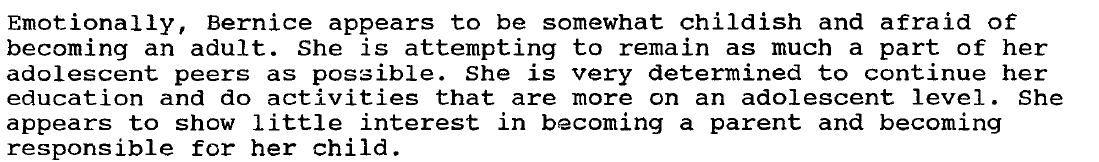 Emotionally, Bernice appears to be somewhat childish and afraid of
becoming an adult. She is attempting to remain as much a part of her
adolescent peers as possible. She is very determined to continue her
education and do activities that are more on an adolescent level. She
appears to show little interest in becoming a parent and becoming
responsible for her child.